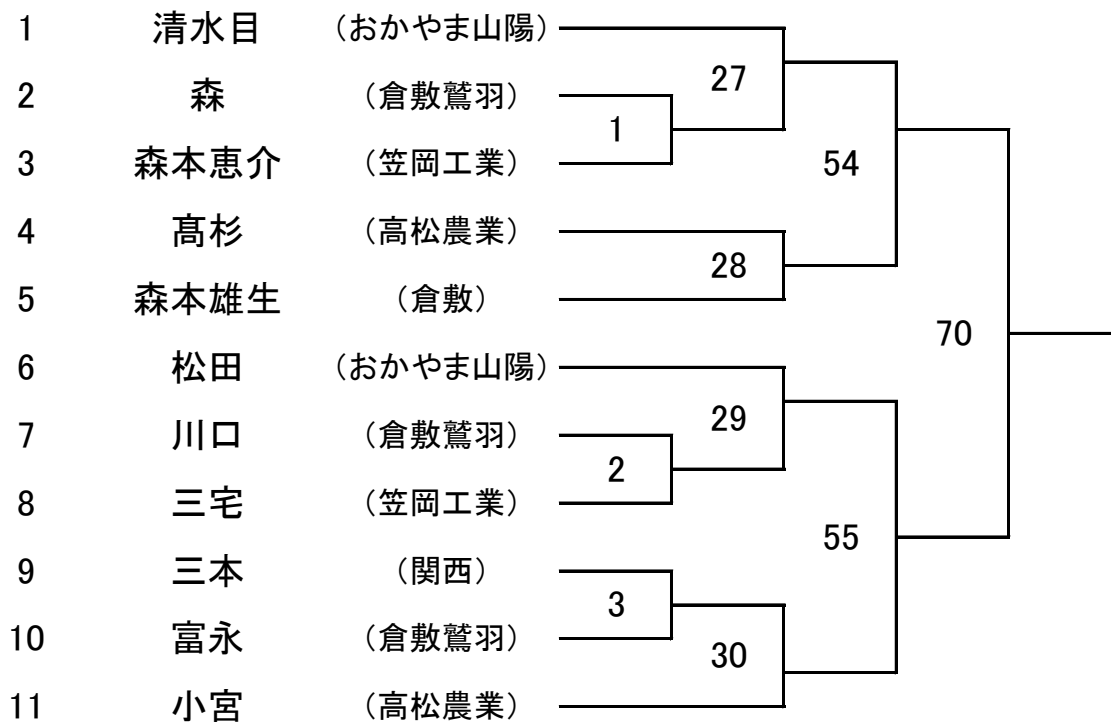 1 清水目 (おかやま山陽)
27
2 森 (倉敷鷲羽)
1
3 森本恵介 (笠岡工業)
54
4 髙杉 (高松農業)
28
5 森本雄生 (倉敷)
70
6 松田 (おかやま山陽)
29
7 川口 (倉敷鷲羽)
2
8 三宅 (笠岡工業)
55
9 三本 (関西)
3
10 富永 (倉敷鷲羽)
30
11 小宮 (高松農業)